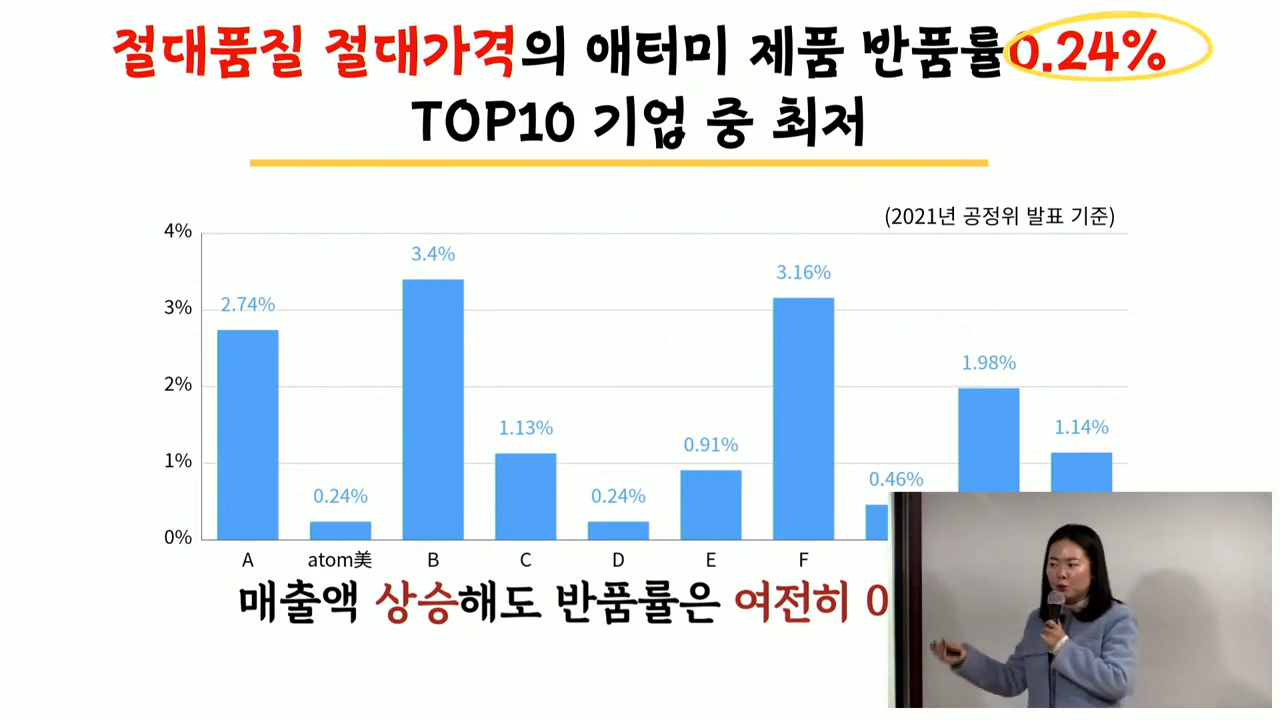 절대품질 절대가격의 애터미 제품 반품률 0.24%
TOP10 기업 중 최저
(2021년 공정위 발표 기준)
4%
3%
2%
1%
0%
2.74%
0.24%
3.4%
1.13%
0.24%
0.91%
3.16%
0.46%
1.98%
1.14%
A
atom美
B
C
D
E
F
매출액 상승해도 반품률은 여전히 0